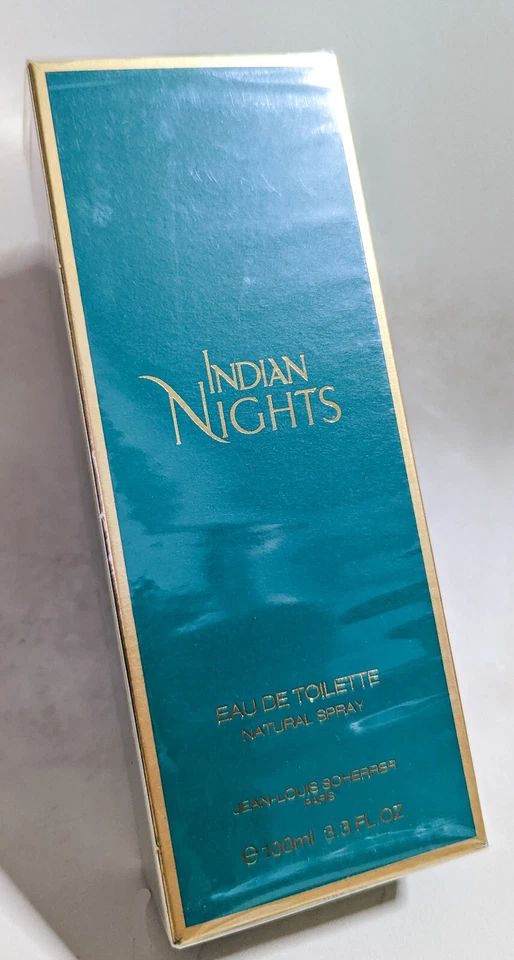 INDIAN
NIGHTS
EAU DE TOILETTE
NATURAL SPRAY
JEAN-LOUIS SCHERRER
PARIS
℮ 100ml 3.3 FL.OZ